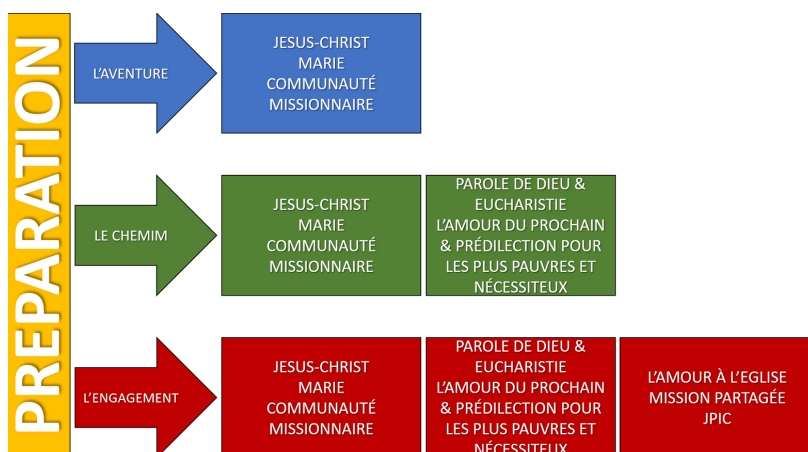 PREPARATION
L'AVENTURE
JESUS-CHRIST
MARIE
COMMUNAUTÉ
MISSIONNAIRE
LE CHEMIM
JESUS-CHRIST
MARIE
COMMUNAUTÉ
MISSIONNAIRE
PAROLE DE DIEU &
EUCHARISTIE
L'AMOUR DU PROCHAIN
& PRÉDILECTION POUR
LES PLUS PAUVRES ET
NÉCESSITEUX
L'ENGAGEMENT
JESUS-CHRIST
MARIE
COMMUNAUTÉ
MISSIONNAIRE
PAROLE DE DIEU &
EUCHARISTIE
L'AMOUR DU PROCHAIN
& PRÉDILECTION POUR
LES PLUS PAUVRES ET
NÉCESSITEUX
L'AMOUR À L'EGLISE
MISSION PARTAGÉE
JPIC